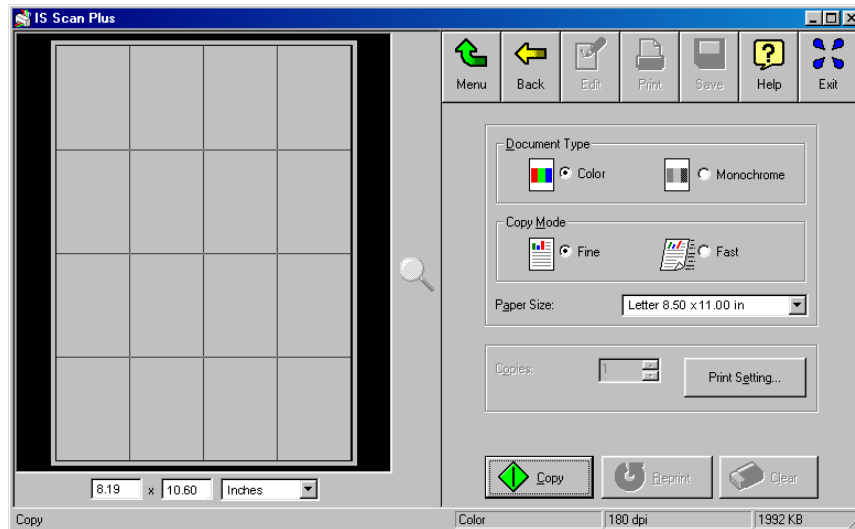 IS Scan Plus
Menu Back Edit Print Save Help Exit
Document Type
Color Monochrome
Copy Mode
Fine Fast
Paper Size: Letter 8.50 x 11.00 in
Copies: 1 Print Setting...
Copy Reprint Clear
8.19 x 10.60 Inches
Copy Color 180 dpi 1992 KB